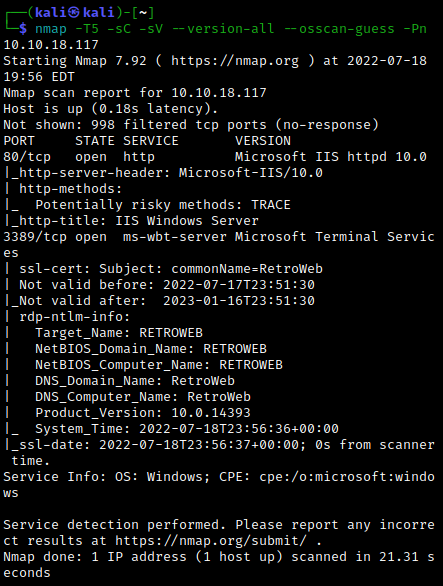 ┌──(kali㉿kali)-[~]
└─$ nmap -T5 -sC -sV --version-all --osscan-guess -Pn
10.10.18.117
Starting Nmap 7.92 ( https://nmap.org ) at 2022-07-18
19:56 EDT
Nmap scan report for 10.10.18.117
Host is up (0.18s latency).
Not shown: 998 filtered tcp ports (no-response)
PORT     STATE SERVICE       VERSION
80/tcp   open  http          Microsoft IIS httpd 10.0
|_http-server-header: Microsoft-IIS/10.0
| http-methods:
|_  Potentially risky methods: TRACE
|_http-title: IIS Windows Server
3389/tcp open  ms-wbt-server Microsoft Terminal Servic
es
| ssl-cert: Subject: commonName=RetroWeb
| Not valid before: 2022-07-17T23:51:30
|_Not valid after:  2023-01-16T23:51:30
| rdp-ntlm-info:
|   Target_Name: RETROWEB
|   NetBIOS_Domain_Name: RETROWEB
|   NetBIOS_Computer_Name: RETROWEB
|   DNS_Domain_Name: RetroWeb
|   DNS_Computer_Name: RetroWeb
|   Product_Version: 10.0.14393
|_  System_Time: 2022-07-18T23:56:36+00:00
|_ssl-date: 2022-07-18T23:56:37+00:00; 0s from scanner
 time.
Service Info: OS: Windows; CPE: cpe:/o:microsoft:windo
ws

Service detection performed. Please report any incorre
ct results at https://nmap.org/submit/ .
Nmap done: 1 IP address (1 host up) scanned in 21.31 s
econds